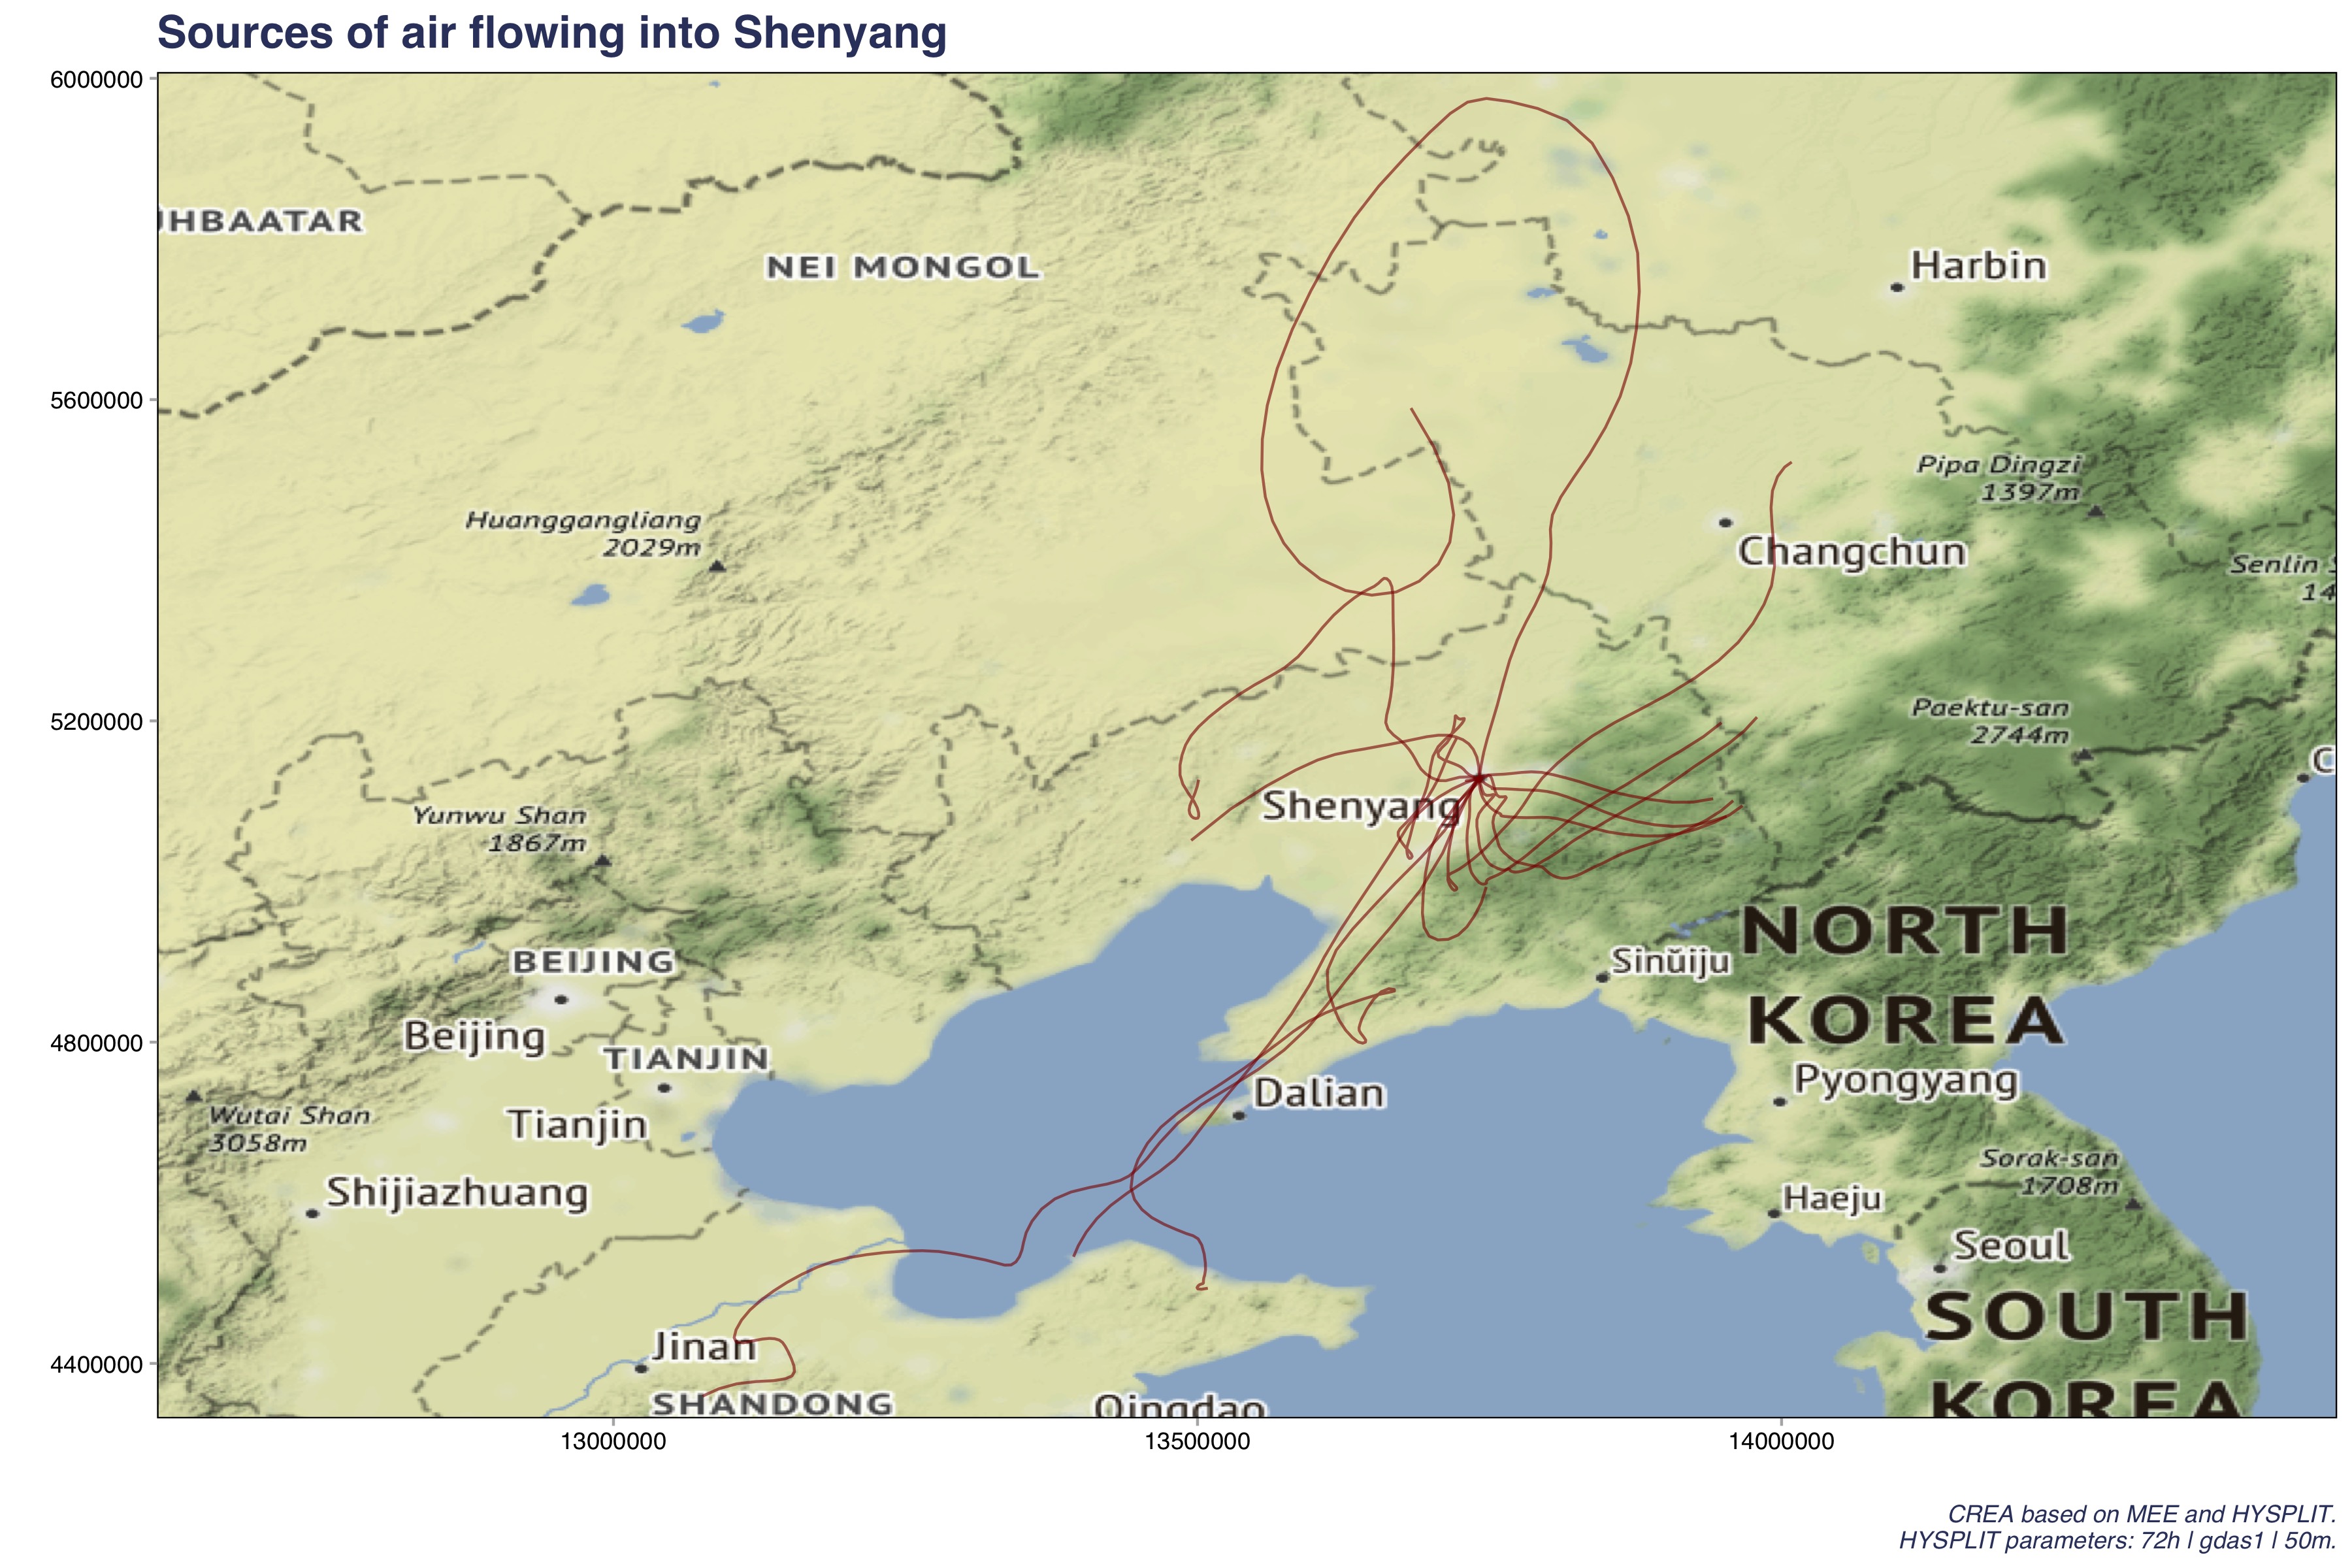 Sources of air flowing into Shenyang
6000000
5600000
5200000
4800000
4400000
JHBAATAR
NEI MONGOL
Harbin
Pipa Dingzi
1397m
Huanggangliang
2029m
Changchun
Senlin S
14
Paektu-san
2744m
C
Yunwu Shan
1867m
Shenyang
NORTH
KOREA
BEIJING
Beijing
Sinŭiju
TIANJIN
Tianjin
Dalian
Pyongyang
Wutai Shan
3058m
Shijiazhuang
Sorak-san
1708m
Haeju
Seoul
SOUTH
KOREA
Jinan
SHANDONG
Qingdao
13000000
13500000
14000000
CREA based on MEE and HYSPLIT.
HYSPLIT parameters: 72h | gdas1 | 50m.